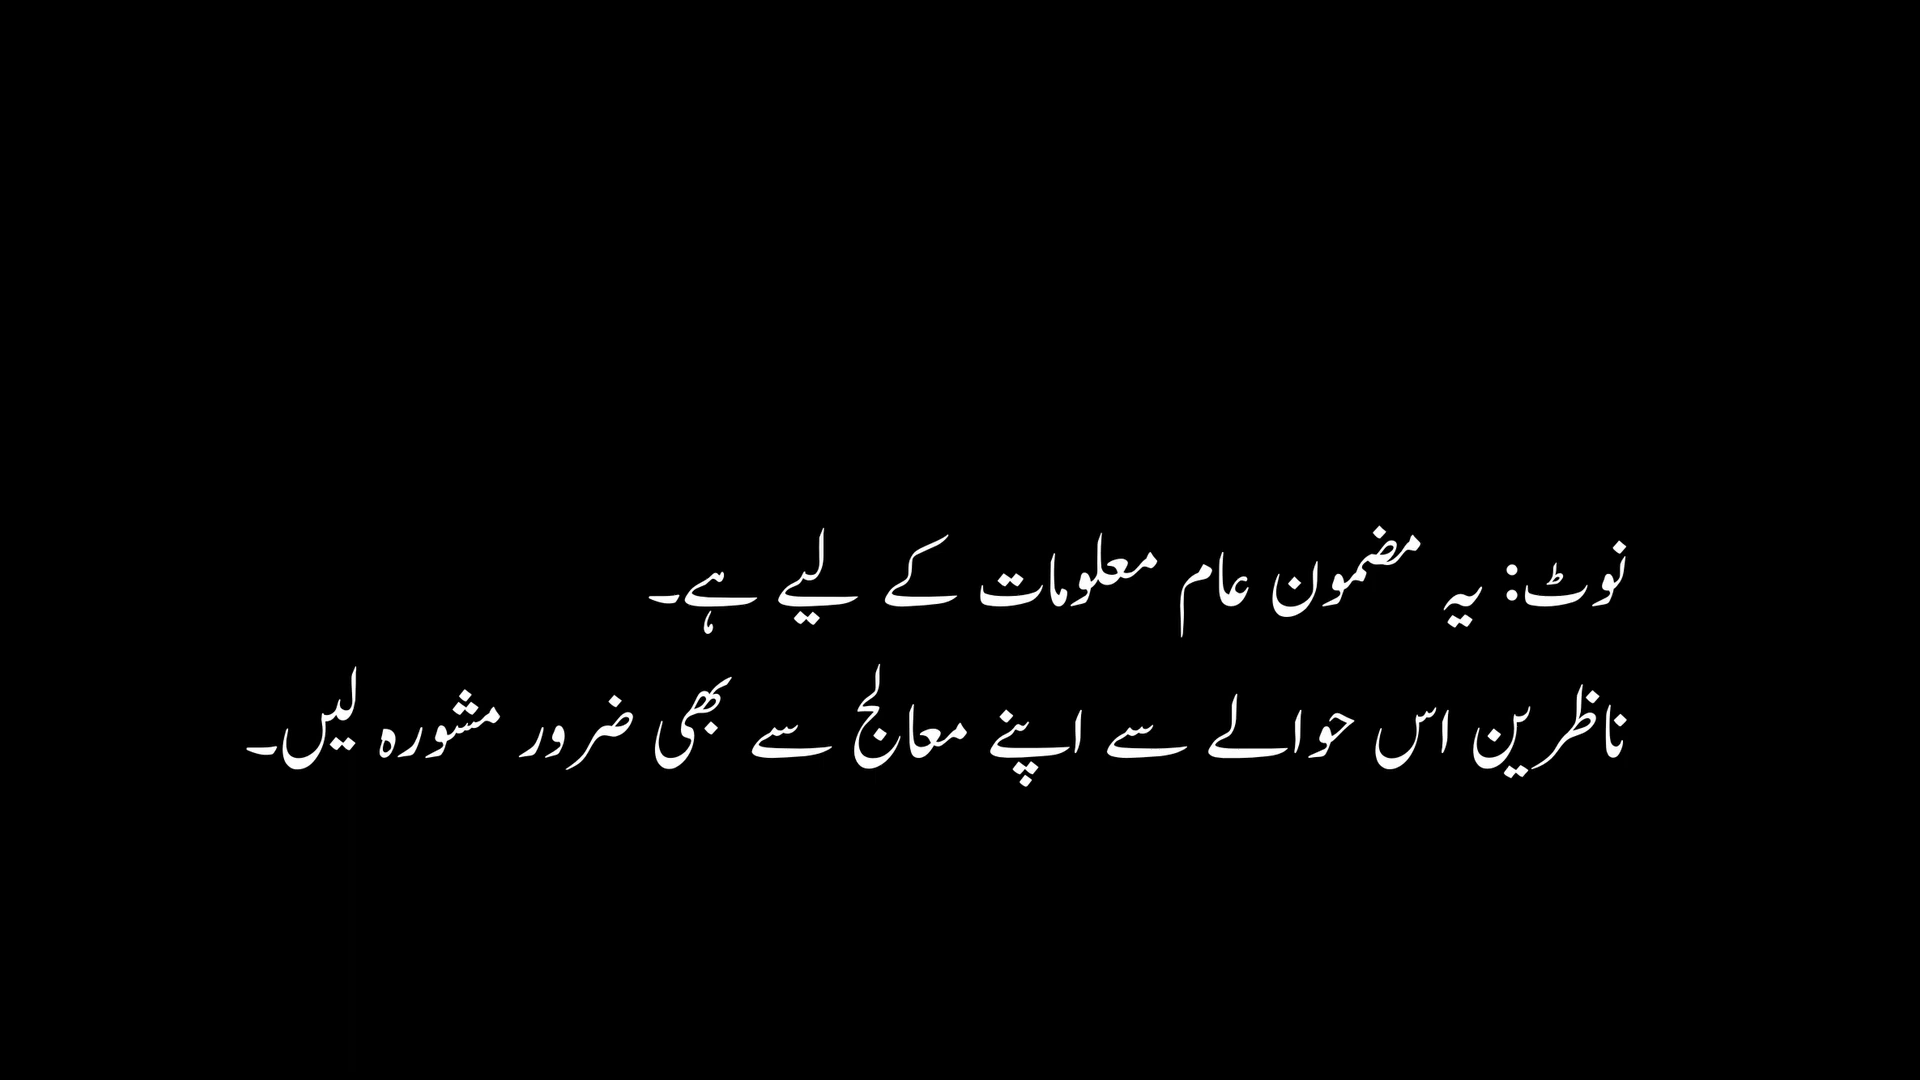 نوٹ: یہ مضمون عام معلومات کے لیے ہے۔
ناظرین اس حوالے سے اپنے معالج سے بھی ضرور مشورہ لیں۔